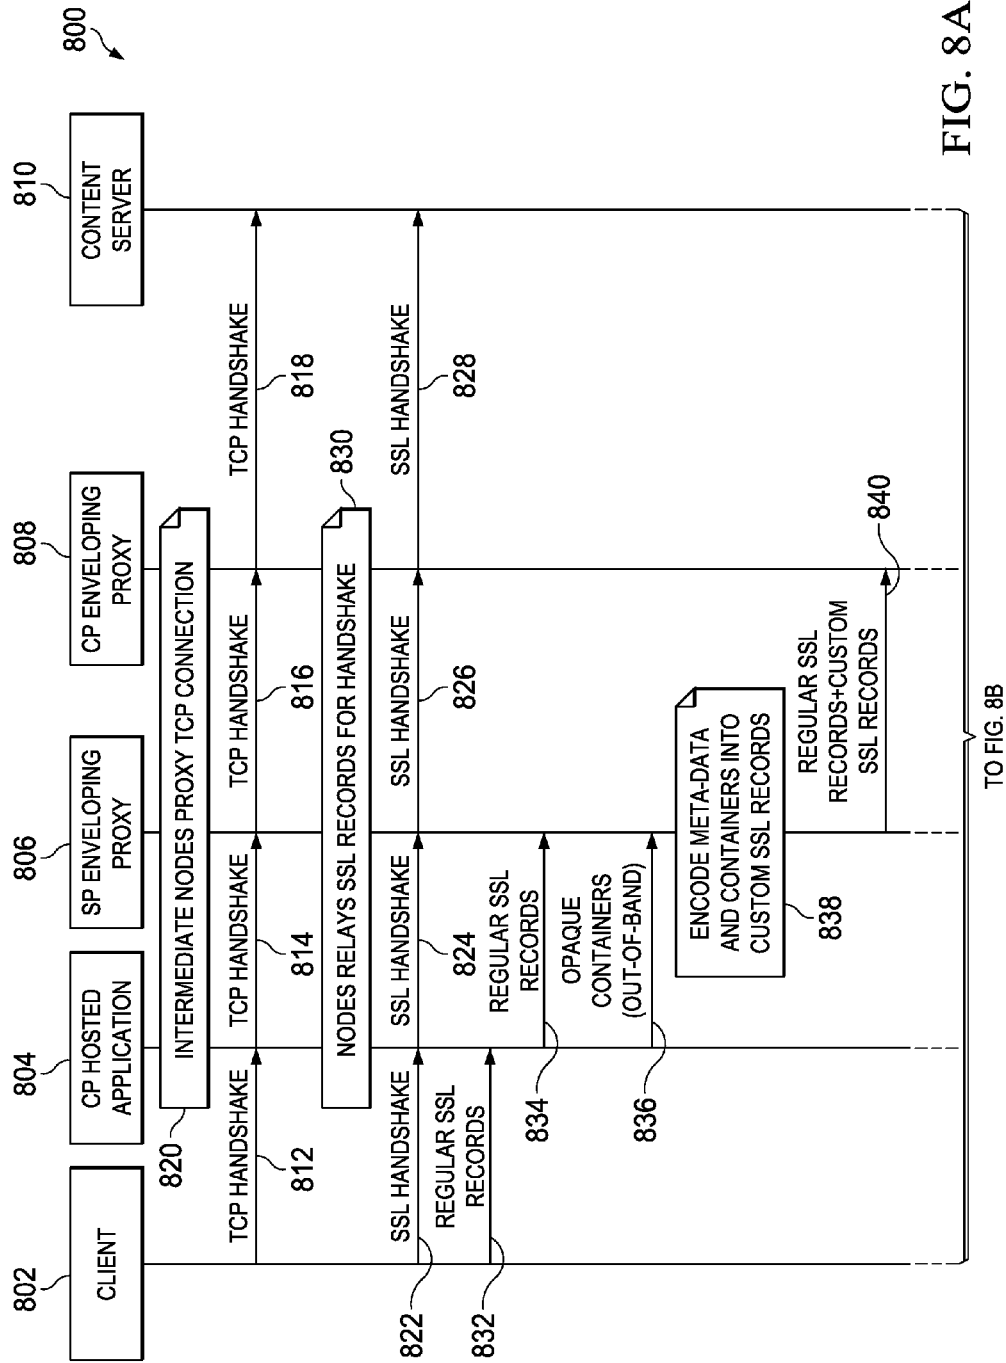 800
802
CLIENT
804
CP HOSTED
APPLICATION
806
SP ENVELOPING
PROXY
808
CP ENVELOPING
PROXY
810
CONTENT
SERVER
820
INTERMEDIATE NODES PROXY TCP CONNECTION
TCP HANDSHAKE
812
TCP HANDSHAKE
814
TCP HANDSHAKE
816
TCP HANDSHAKE
818
NODES RELAYS SSL RECORDS FOR HANDSHAKE
830
SSL HANDSHAKE
822
SSL HANDSHAKE
824
SSL HANDSHAKE
826
SSL HANDSHAKE
828
REGULAR SSL
RECORDS
832
REGULAR SSL
RECORDS
834
OPAQUE
CONTAINERS
(OUT-OF-BAND)
836
ENCODE META-DATA
AND CONTAINERS INTO
CUSTOM SSL RECORDS
838
REGULAR SSL
RECORDS+CUSTOM
SSL RECORDS
840
TO FIG. 8B
FIG. 8A